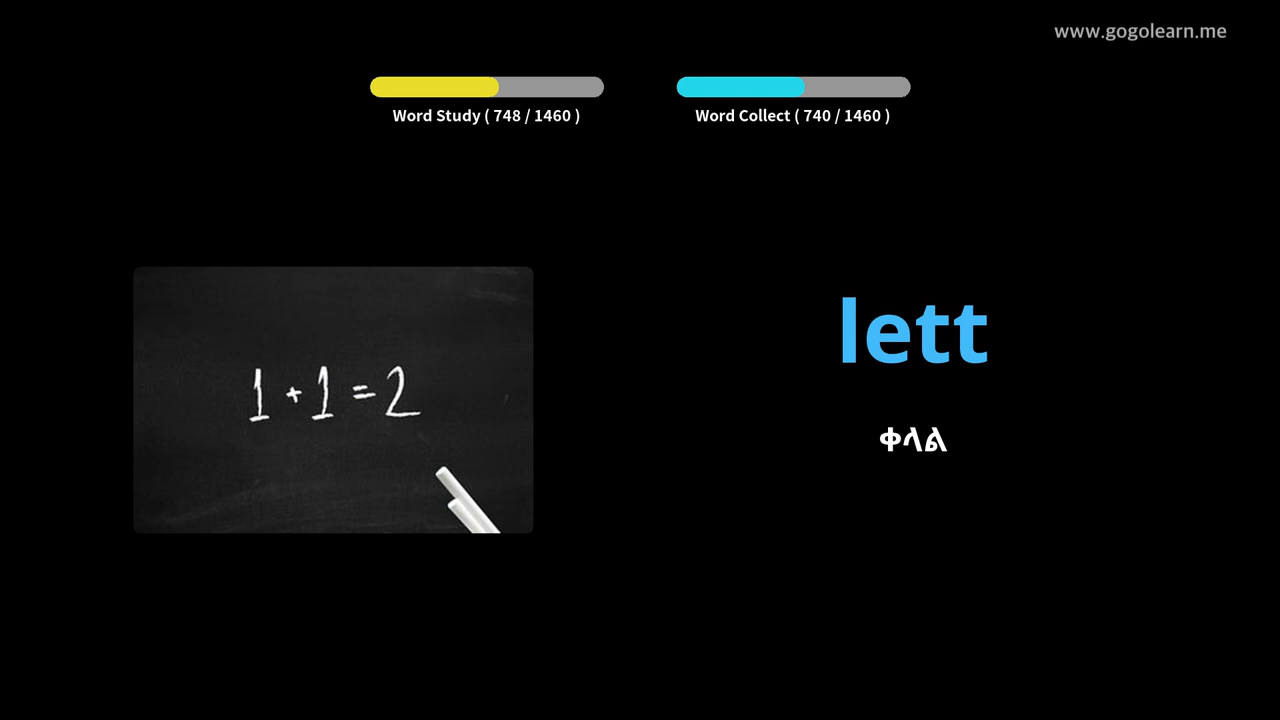 www.gogolearn.me
Word Study ( 748 / 1460 )
Word Collect ( 740 / 1460 )
1 + 1 = 2
lett
ቀላል